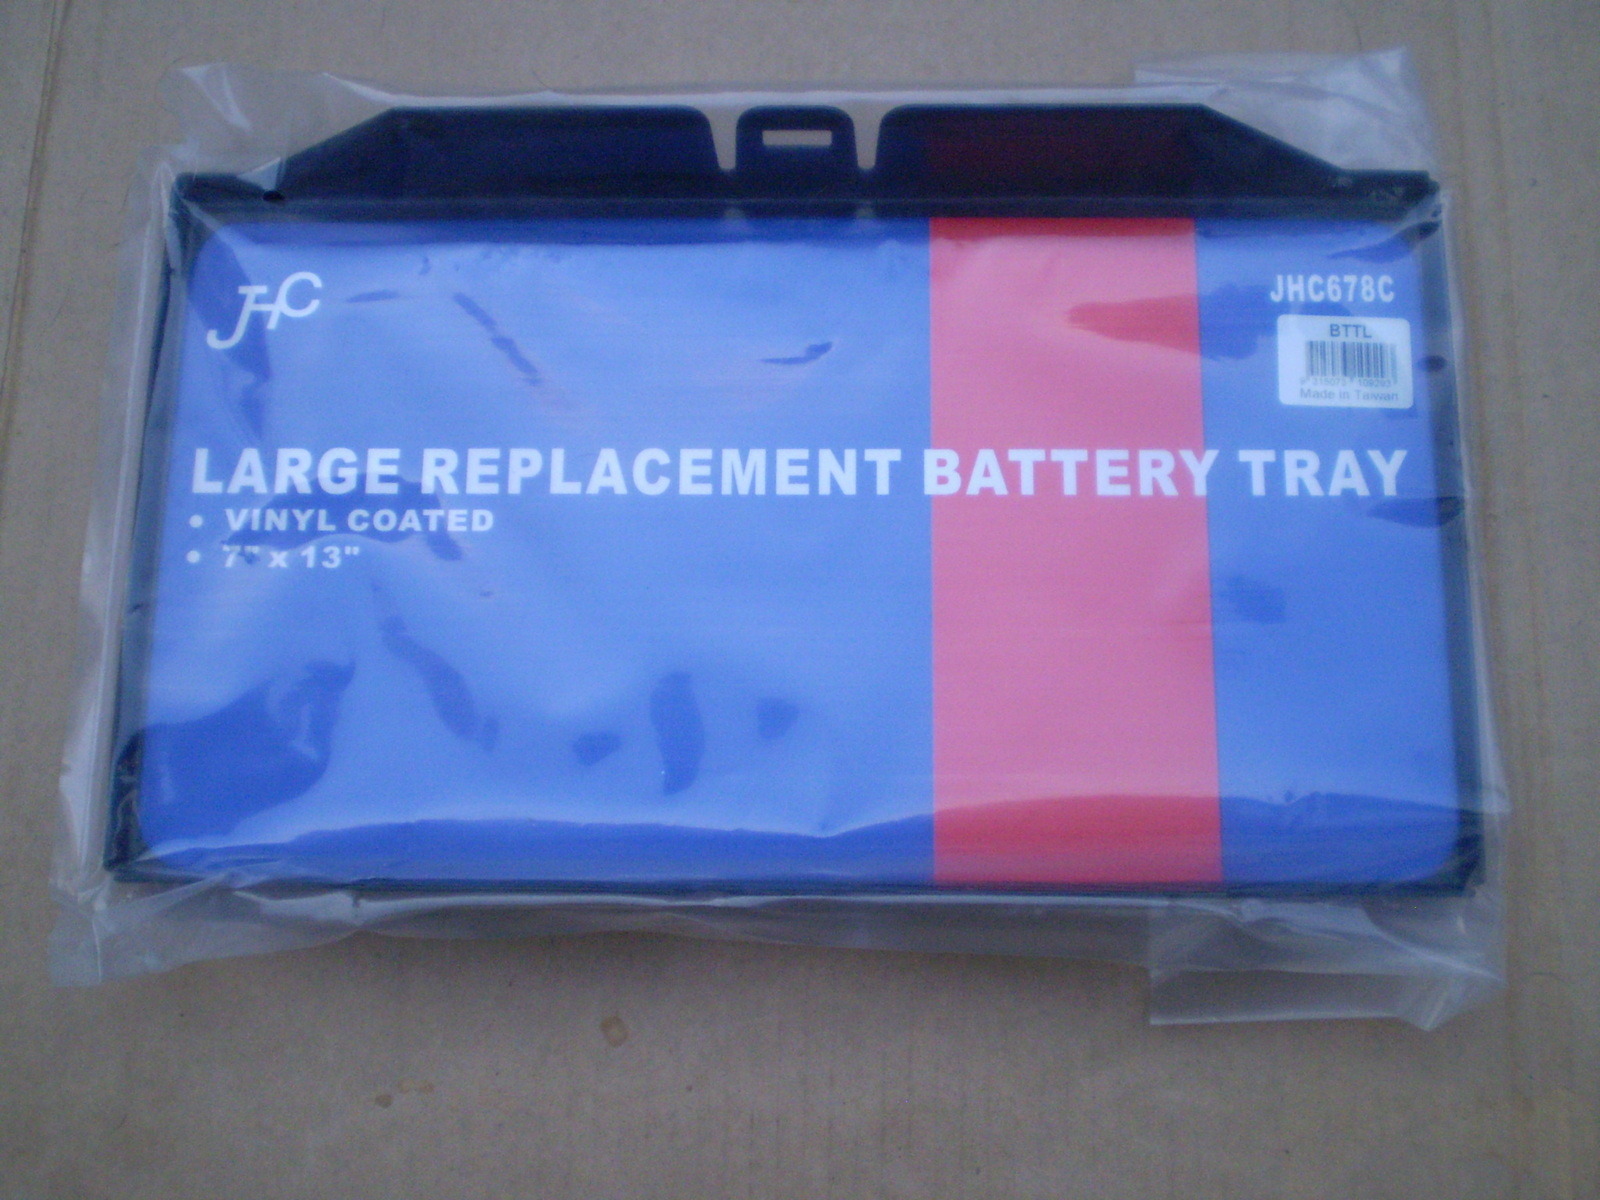 JHC
JHC678C
BTTL
Made in Taiwan
LARGE REPLACEMENT BATTERY TRAY
• VINYL COATED
• 7" x 13"